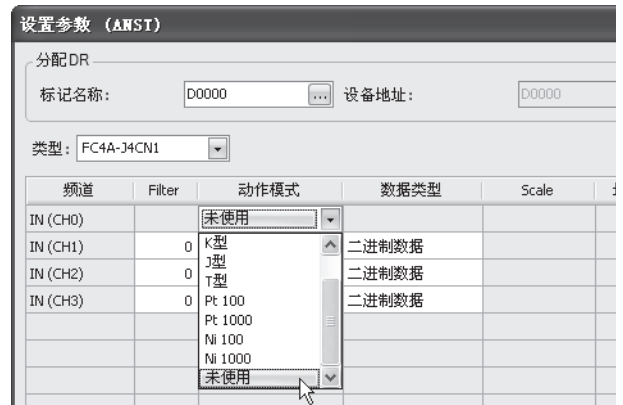 设置参数 (ANST)
分配DR
标记名称: D0000 ... 设备地址: D0000
类型: FC4A-J4CN1
频道 Filter 动作模式 数据类型 Scale
IN (CH0) 未使用
IN (CH1) 0 二进制数据
IN (CH2) 0 二进制数据
IN (CH3) 0 二进制数据
K型
J型
T型
Pt 100
Pt 1000
Ni 100
Ni 1000
未使用